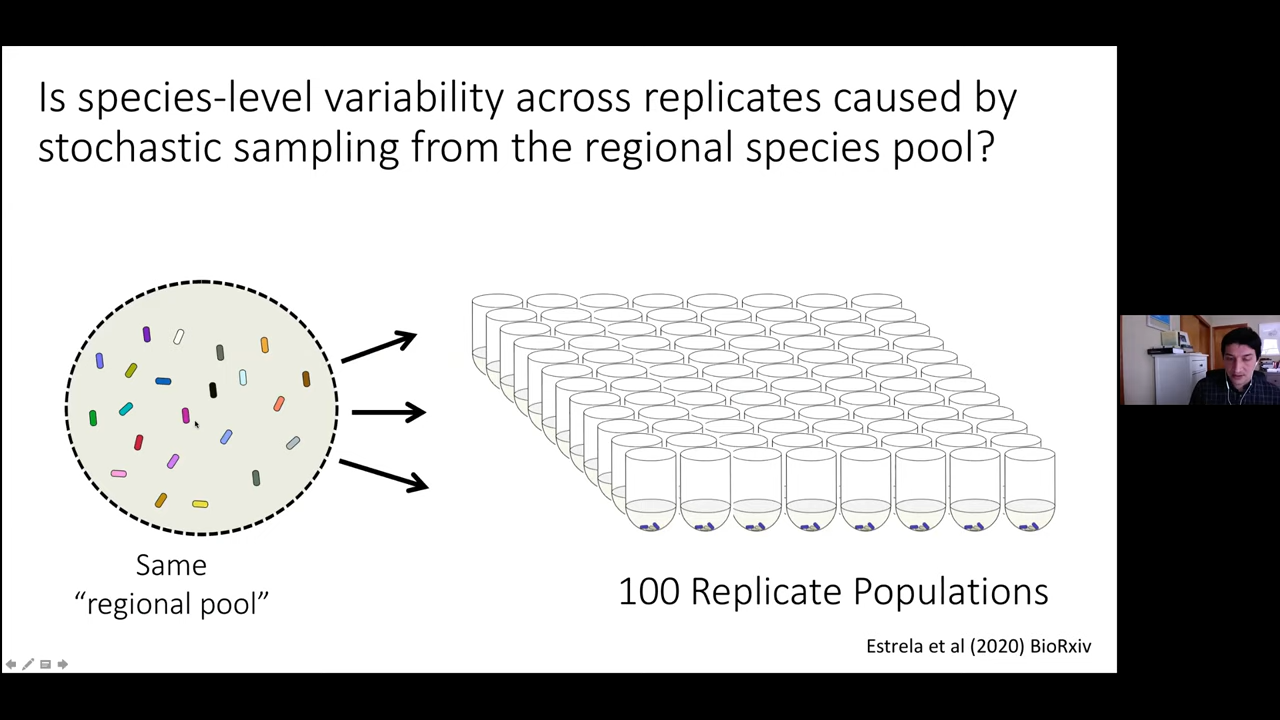 Is species-level variability across replicates caused by
stochastic sampling from the regional species pool?
Same
“regional pool”
100 Replicate Populations
Estrela et al (2020) BioRxiv